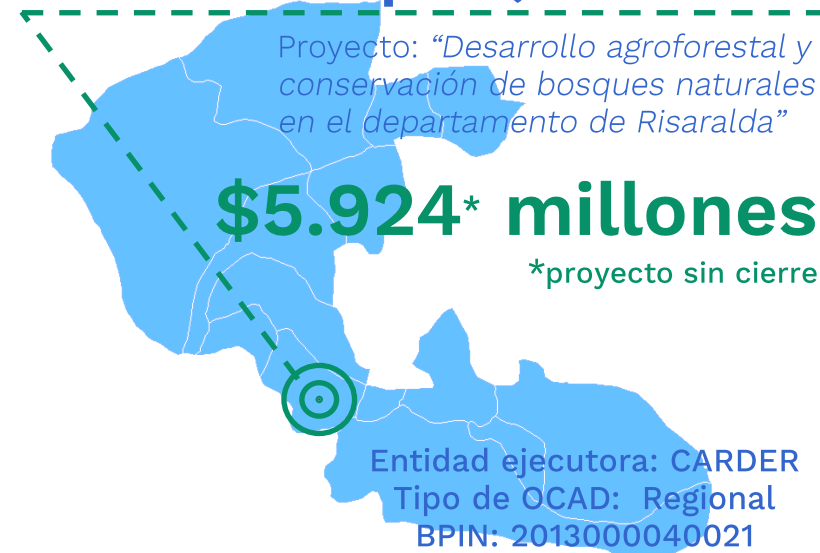 Proyecto: “Desarrollo agroforestal y
conservación de bosques naturales
en el departamento de Risaralda”
$5.924* millones
*proyecto sin cierre
Entidad ejecutora: CARDER
Tipo de OCAD: Regional
BPIN: 2013000040021